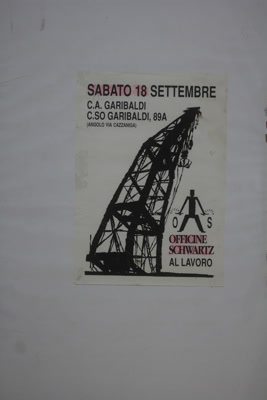 SABATO 18 SETTEMBRE
C.A. GARIBALDI
C.SO GARIBALDI, 89A
(ANGOLO VIA CAZZANIGA)
O S
OFFICINE
SCHWARTZ
AL LAVORO